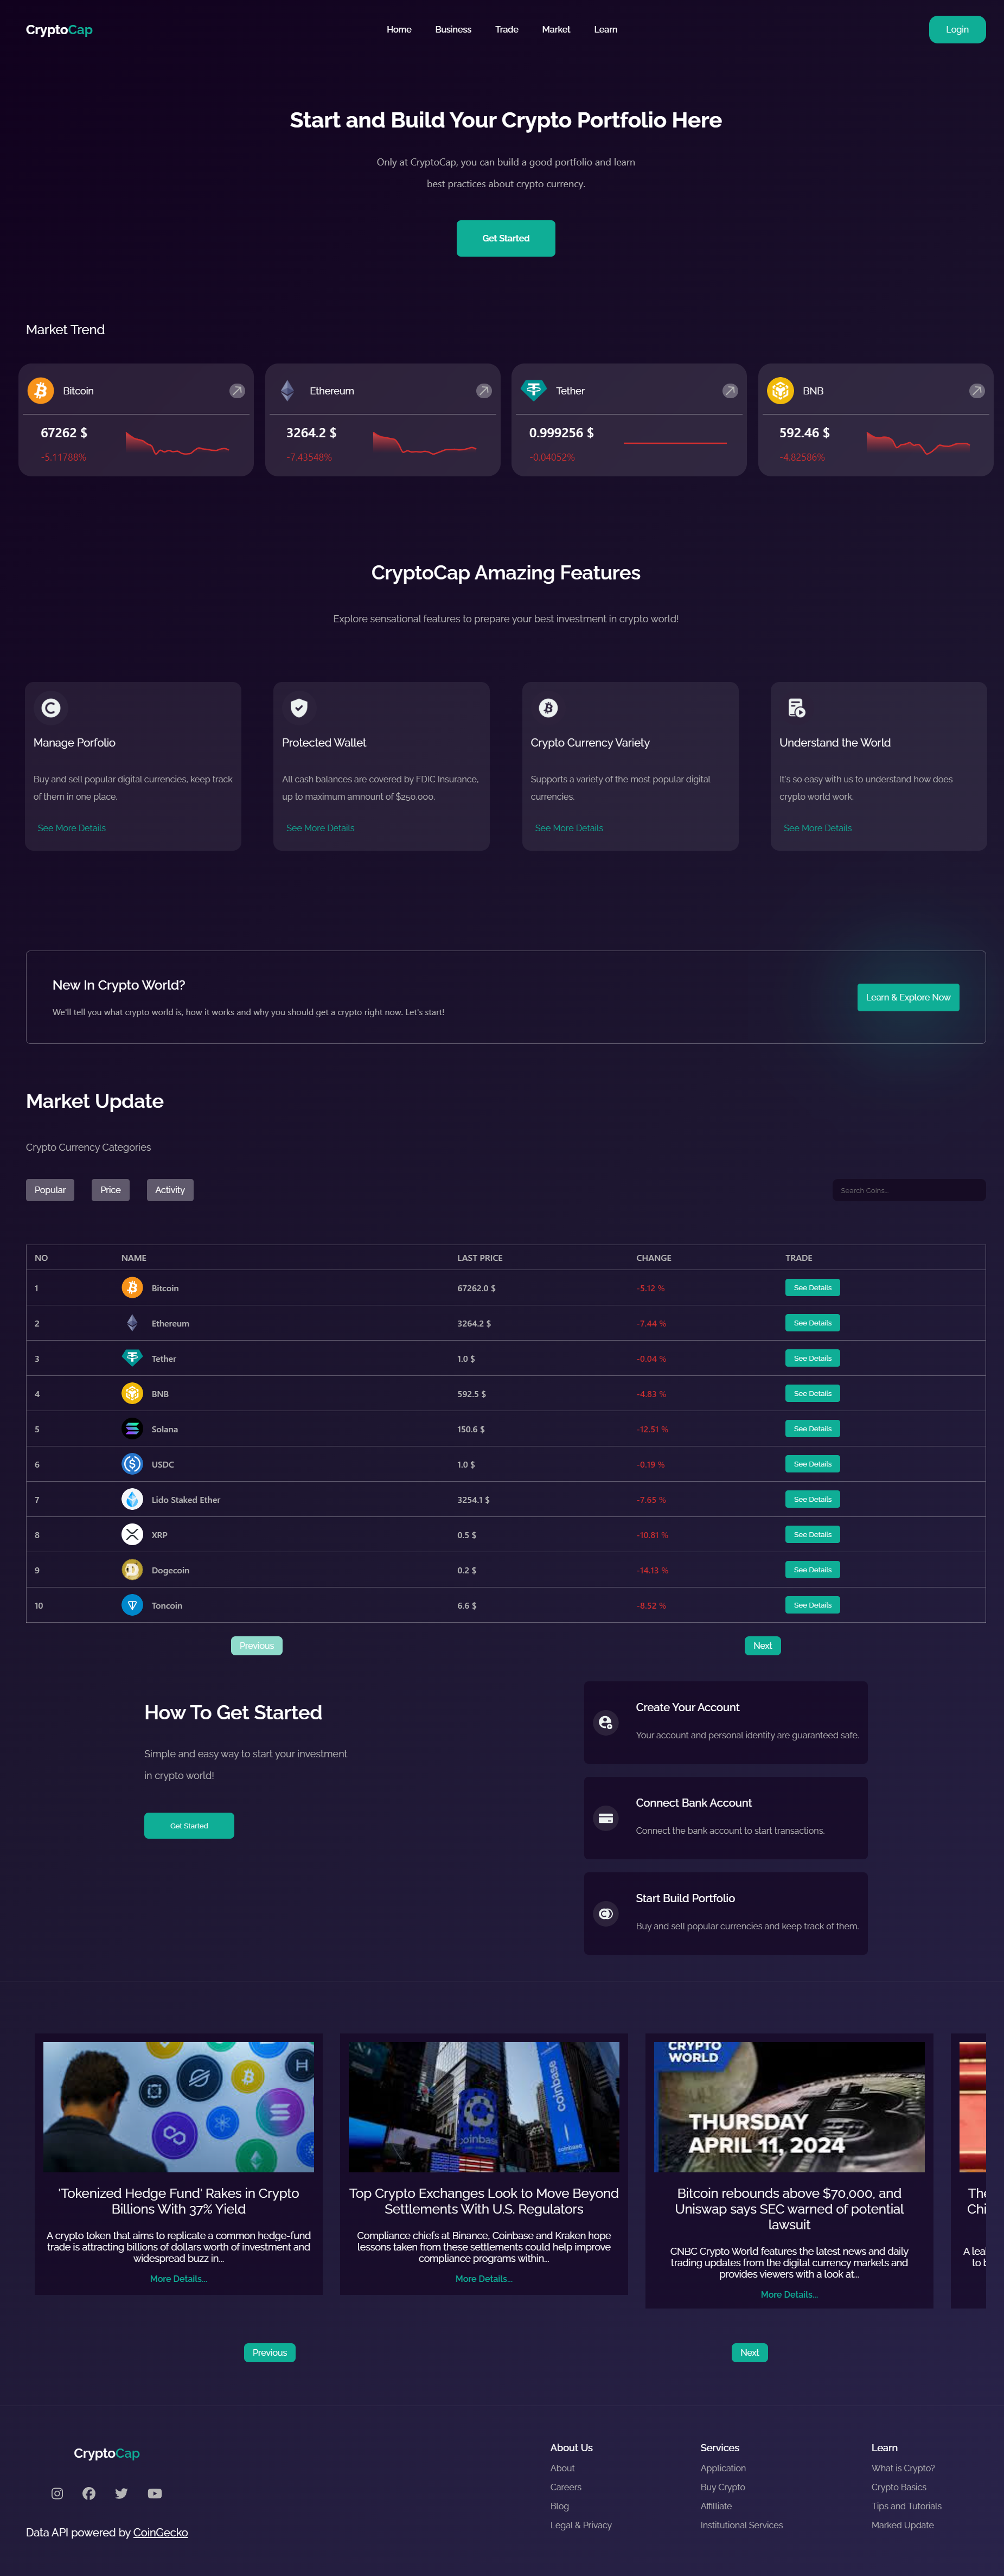 CryptoCap
Home Business Trade Market Learn
Login
Start and Build Your Crypto Portfolio Here
Only at CryptoCap, you can build a good portfolio and learn
best practices about crypto currency.
Get Started
Market Trend
Bitcoin
67262 $
-5.11788%
Ethereum
3264.2 $
-7.43548%
Tether
0.999256 $
-0.04052%
BNB
592.46 $
-4.82586%
CryptoCap Amazing Features
Explore sensational features to prepare your best investment in crypto world!
Manage Porfolio
Buy and sell popular digital currencies, keep track
of them in one place.
See More Details
Protected Wallet
All cash balances are covered by FDIC Insurance,
up to maximum amnount of $250,000.
See More Details
Crypto Currency Variety
Supports a variety of the most popular digital
currencies.
See More Details
Understand the World
It's so easy with us to understand how does
crypto world work.
See More Details
New In Crypto World?
We'll tell you what crypto world is, how it works and why you should get a crypto right now. Let's start!
Learn & Explore Now
Market Update
Crypto Currency Categories
Popular Price Activity
Search Coins..
NO NAME LAST PRICE CHANGE TRADE
1 Bitcoin 67262.0 $ -5.12 % See Details
2 Ethereum 3264.2 $ -7.44 % See Details
3 Tether 1.0 $ -0.04 % See Details
4 BNB 592.5 $ -4.83 % See Details
5 Solana 150.6 $ -12.51 % See Details
6 USDC 1.0 $ -0.19 % See Details
7 Lido Staked Ether 3254.1 $ -7.65 % See Details
8 XRP 0.5 $ -10.81 % See Details
9 Dogecoin 0.2 $ -14.13 % See Details
10 Toncoin 6.6 $ -8.52 % See Details
Previous Next
How To Get Started
Simple and easy way to start your investment
in crypto world!
Get Started
Create Your Account
Your account and personal identity are guaranteed safe.
Connect Bank Account
Connect the bank account to start transactions.
Start Build Portfolio
Buy and sell popular currencies and keep track of them.
'Tokenized Hedge Fund' Rakes in Crypto
Billions With 37% Yield
A crypto token that aims to replicate a common hedge-fund
trade is attracting billions of dollars worth of investment and
widespread buzz in...
More Details...
coinbase
coinbase
coinbase
Top Crypto Exchanges Look to Move Beyond
Settlements With U.S. Regulators
Compliance chiefs at Binance, Coinbase and Kraken hope
lessons taken from these settlements could help improve
compliance programs within...
More Details...
CRYPTO
WORLD
THURSDAY
APRIL 11, 2024
Bitcoin rebounds above $70,000, and
Uniswap says SEC warned of potential
lawsuit
CNBC Crypto World features the latest news and daily
trading updates from the digital currency markets and
provides viewers with a look at...
More Details...
The
Chi
A leal
to b
Previous Next
CryptoCap
Data API powered by CoinGecko
About Us
About
Careers
Blog
Legal & Privacy
Services
Application
Buy Crypto
Affilliate
Institutional Services
Learn
What is Crypto?
Crypto Basics
Tips and Tutorials
Marked Update